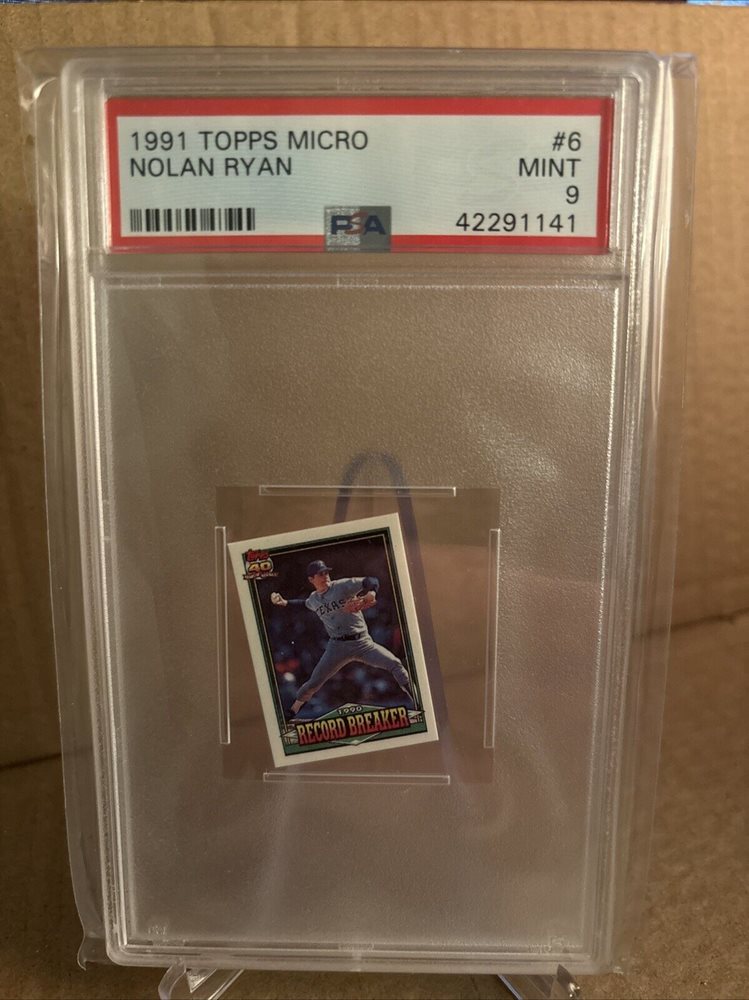 1991 TOPPS MICRO #6
NOLAN RYAN MINT
9
PSA 42291141
Topps
40
TEXAS
1990
RECORD BREAKER